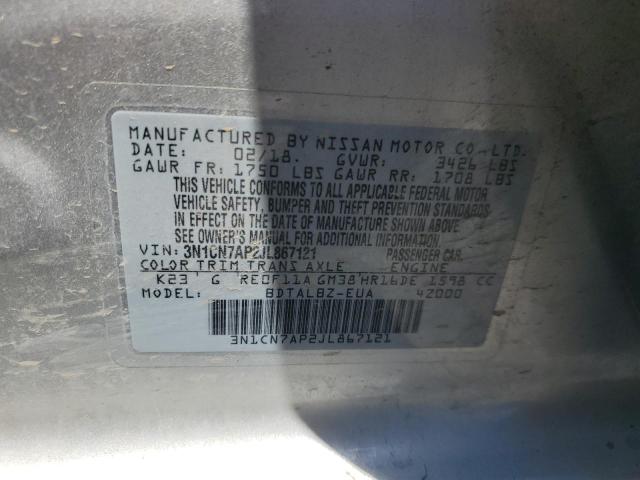 MANUFACTURED BY NISSAN MOTOR CO.,LTD.
DATE: 02/18. GVWR: 3426 LBS
GAWR FR: 1750 LBS GAWR RR: 1708 LBS
THIS VEHICLE CONFORMS TO ALL APPLICABLE FEDERAL MOTOR
VEHICLE SAFETY, BUMPER AND THEFT PREVENTION STANDARDS
IN EFFECT ON THE DATE OF MANUFACTURE SHOWN ABOVE.
SEE OWNER'S MANUAL FOR ADDITIONAL INFORMATION.
VIN: 3N1CN7AP2JL867121 PASSENGER CAR.
COLOR TRIM TRANS AXLE ENGINE
K23 G RE0F11A GM38 HR16DE 1598 CC
MODEL: BDTALBZ-EUA 42000
3N1CN7AP2JL867121